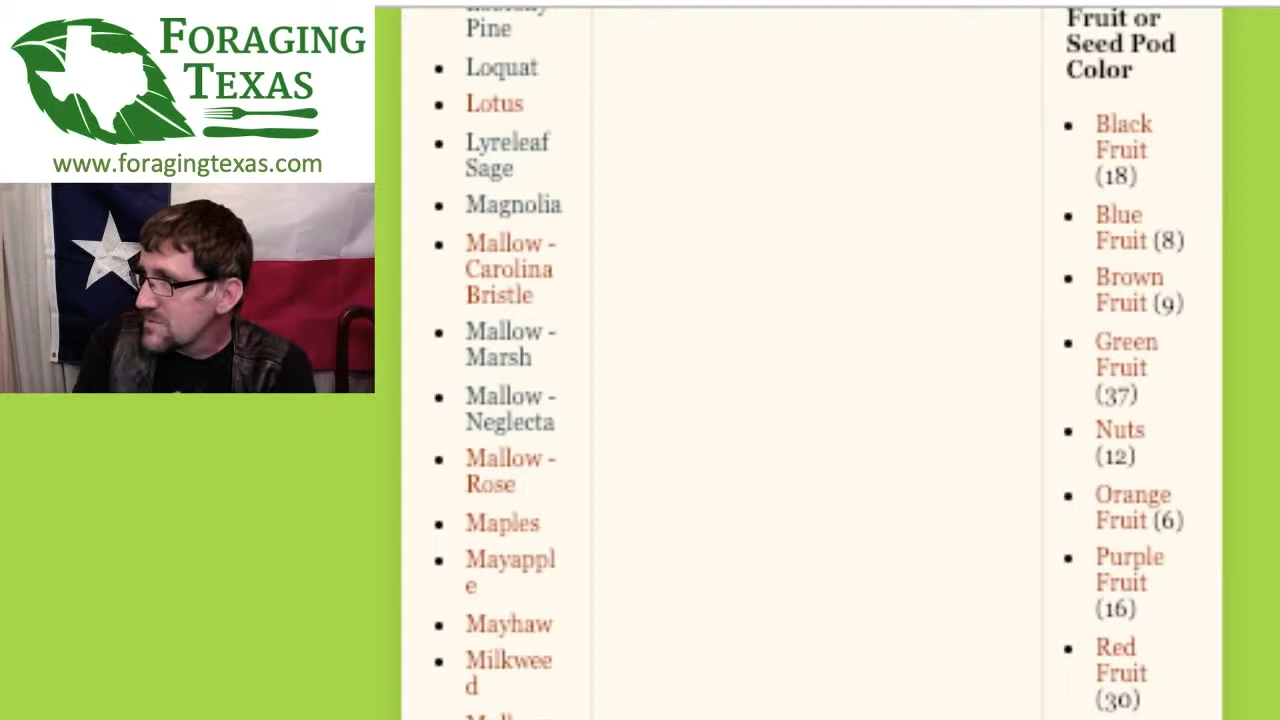 FORAGING
TEXAS
www.foragingtexas.com
Pine
Loquat
Lotus
Lyreleaf
Sage
Magnolia
Mallow -
Carolina
Bristle
Mallow -
Marsh
Mallow -
Neglecta
Mallow -
Rose
Maples
Mayappl
e
Mayhaw
Milkwee
d
Fruit or
Seed Pod
Color
Black
Fruit
(18)
Blue
Fruit (8)
Brown
Fruit (9)
Green
Fruit
(37)
Nuts
(12)
Orange
Fruit (6)
Purple
Fruit
(16)
Red
Fruit
(30)